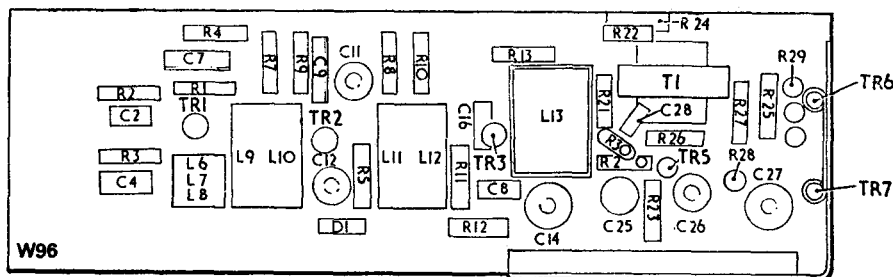 R4
R22
R24
C7
R7
R9
C9
C11
R8
R10
R13
R29
R2
R1
T1
TR6
C2
TR1
C16
R21
C28
R27
R25
TR2
L13
R26
R3
L9 L10
L11 L12
TR3
R30
R2
TR5
R28
L6
L7
L8
C4
C12
R5
R11
C8
C27
TR7
D1
R12
C14
C25
R23
C26
W96